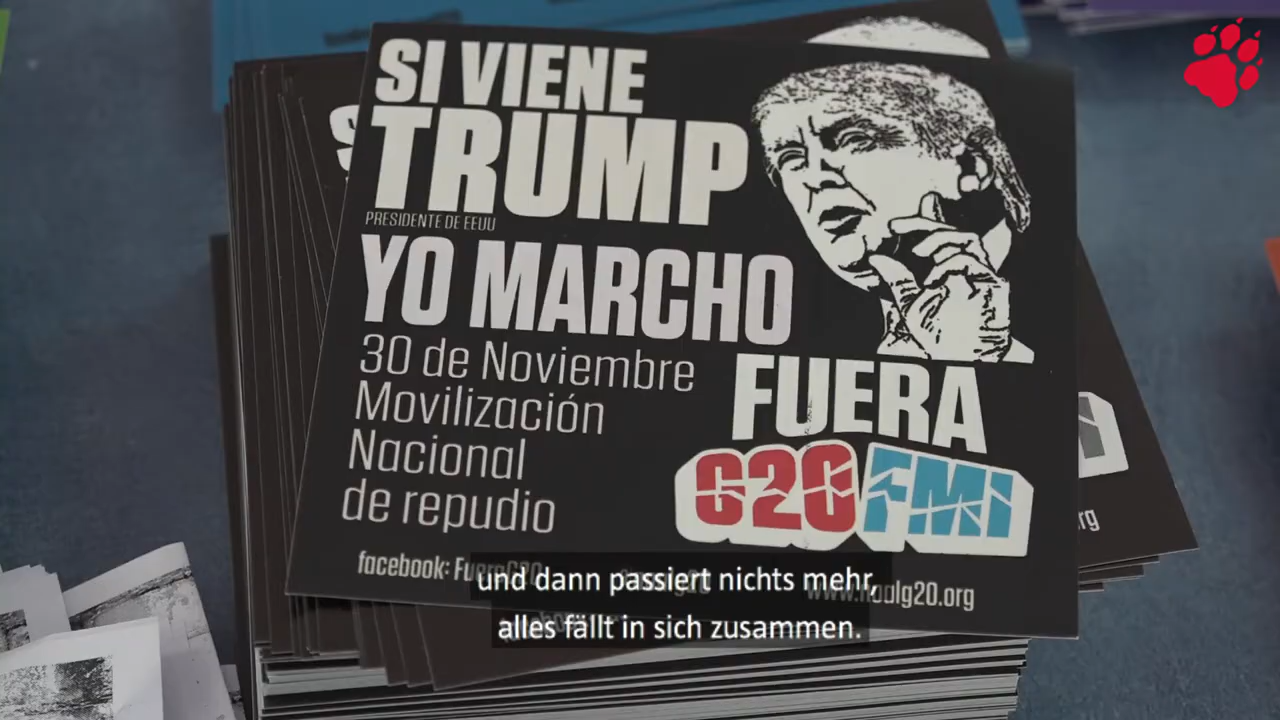 SI VIENE
TRUMP
PRESIDENTE DE EEUU
YO MARCHO
30 de Noviembre
Movilización
Nacional
de repudio
FUERA
G20 FMI
facebook:
www.noalg20.org
und dann passiert nichts mehr,
alles fällt in sich zusammen.